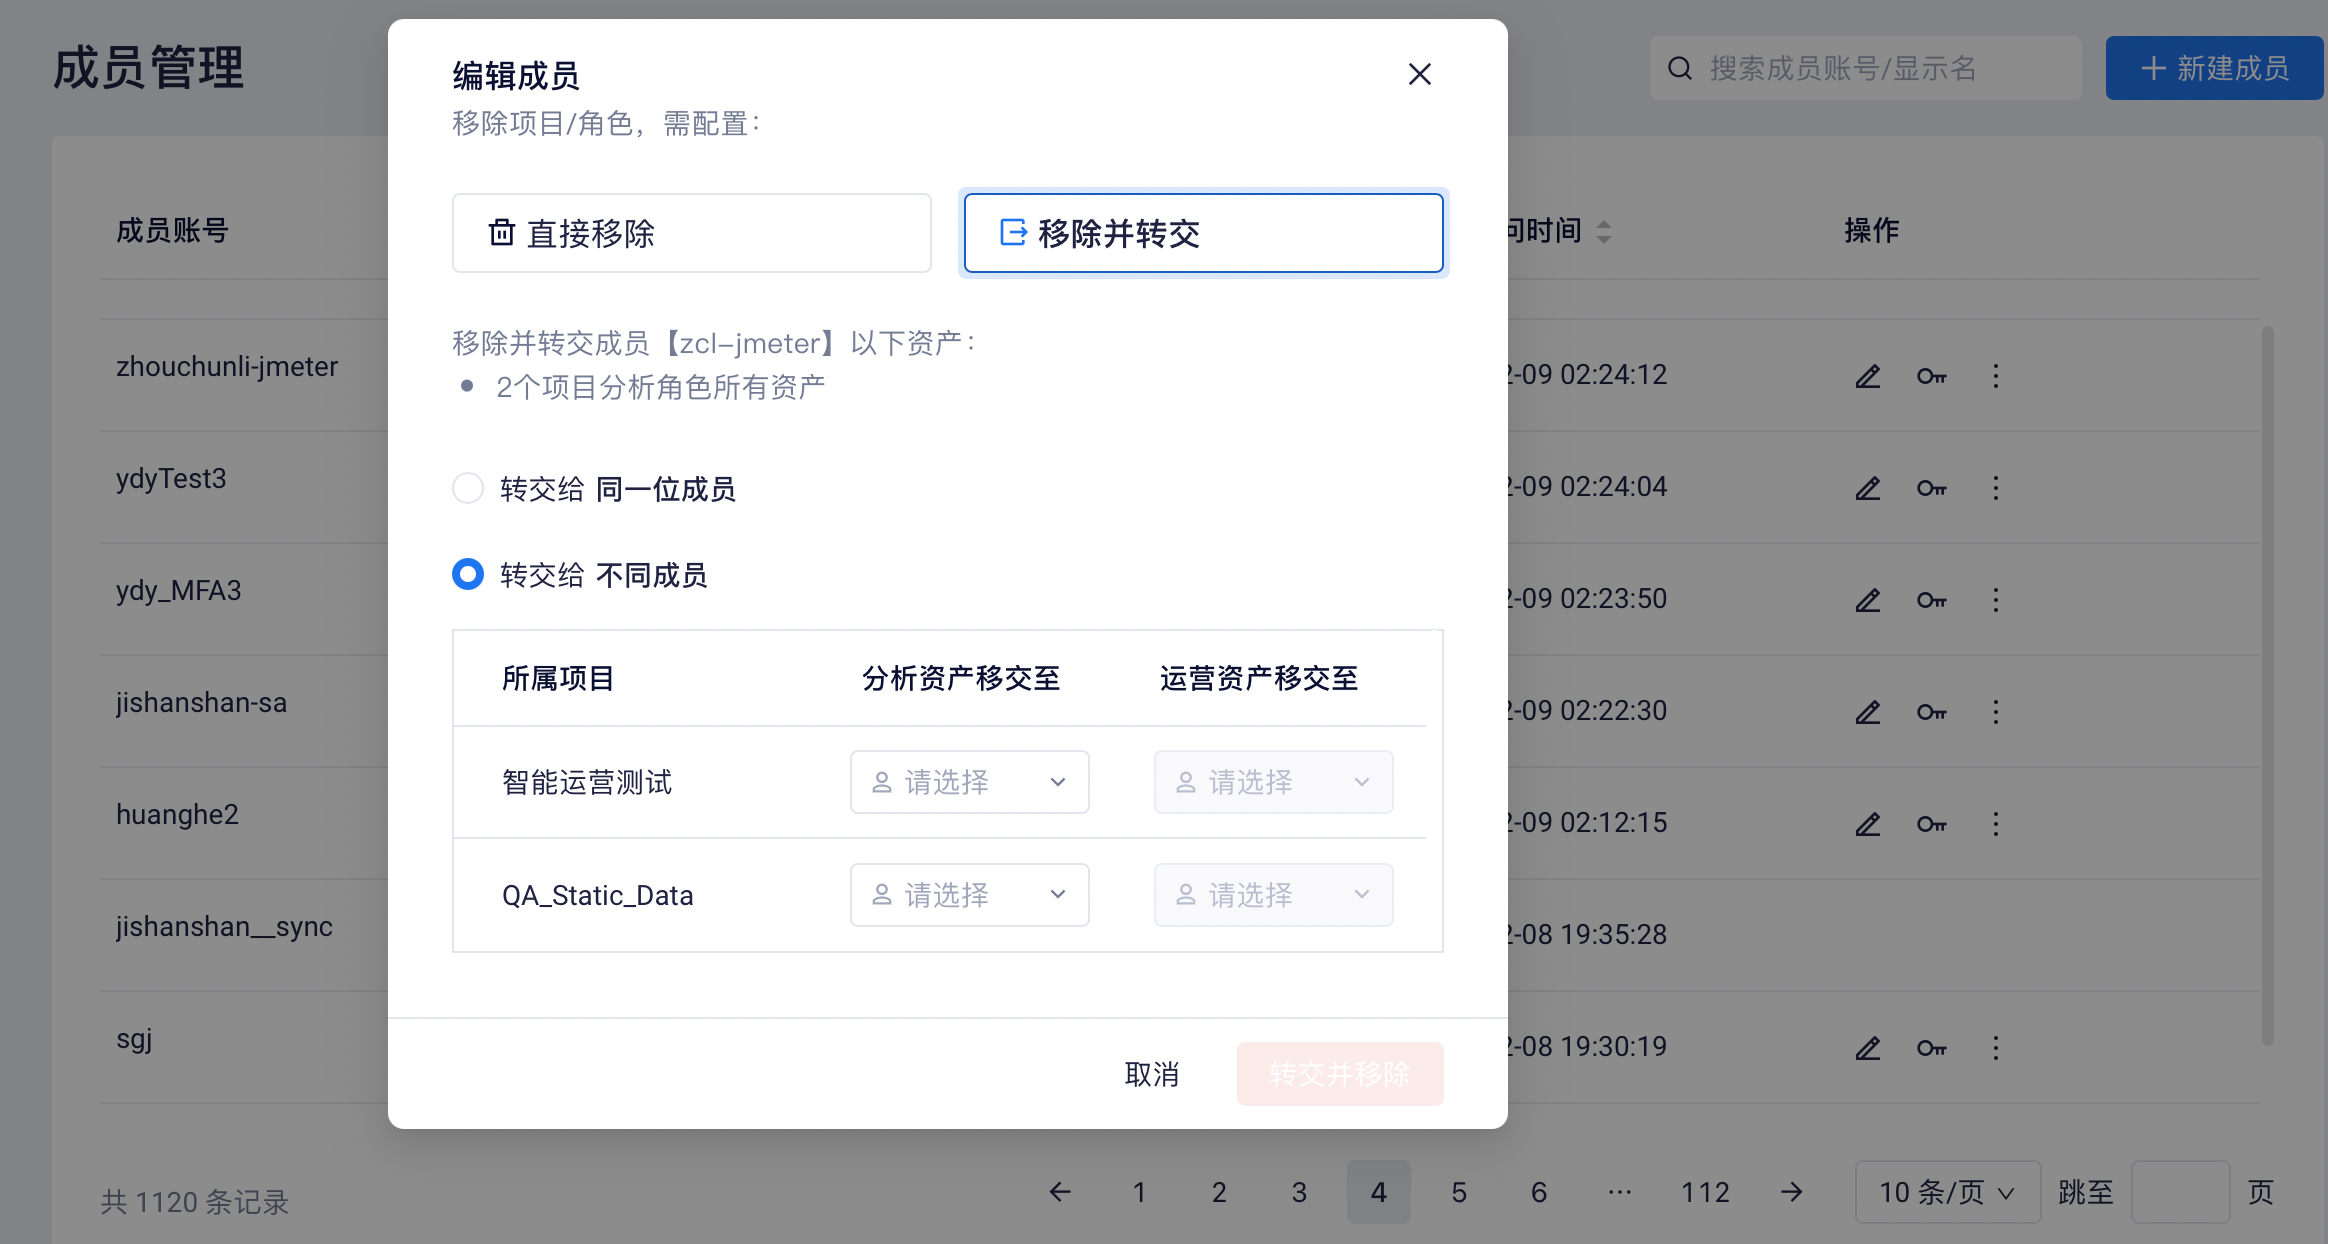 成员管理
搜索成员账号/显示名
新建成员
编辑成员
移除项目/角色，需配置：
直接移除
移除并转交
移除并转交成员【zcl-jmeter】以下资产：
2个项目分析角色所有资产
转交给 同一位成员
转交给 不同成员
所属项目 分析资产移交至 运营资产移交至
智能运营测试 请选择 请选择
QA_Static_Data 请选择 请选择
取消 转交并移除
成员账号 问时间 操作
zhouchunli-jmeter 2-09 02:24:12
ydyTest3 2-09 02:24:04
ydy_MFA3 2-09 02:23:50
jishanshan-sa 2-09 02:22:30
huanghe2 2-09 02:12:15
jishanshan__sync 2-08 19:35:28
sgj 2-08 19:30:19
共 1120 条记录 1 2 3 4 5 6 ··· 112 10 条/页 跳至 页